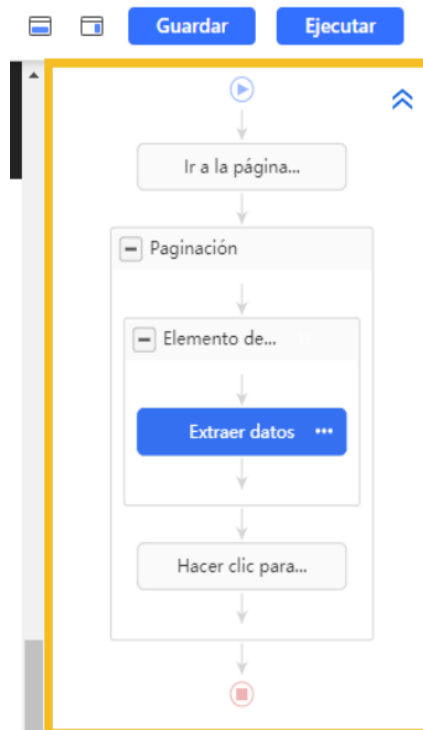 Guardar
Ejecutar
Ir a la página...
Paginación
Elemento de...
Extraer datos ...
Hacer clic para...